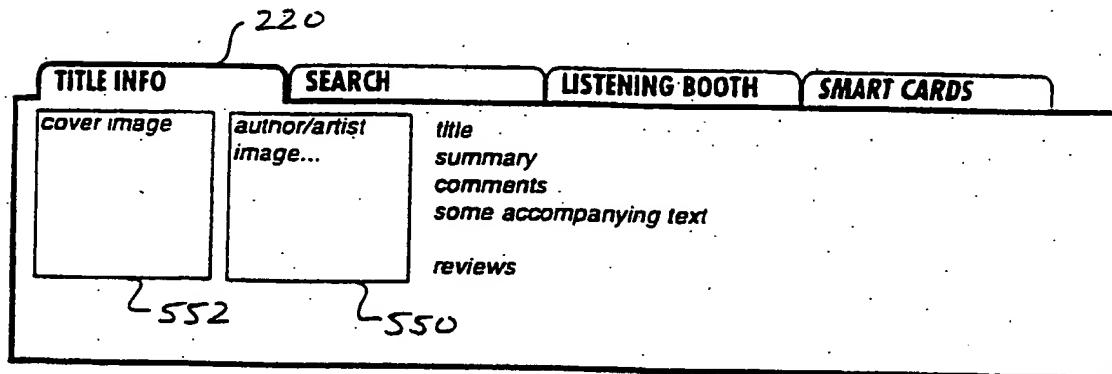 220
TITLE INFO SEARCH LISTENING BOOTH SMART CARDS
cover image
author/artist
image...
title
summary
comments
some accompanying text
reviews
552
550